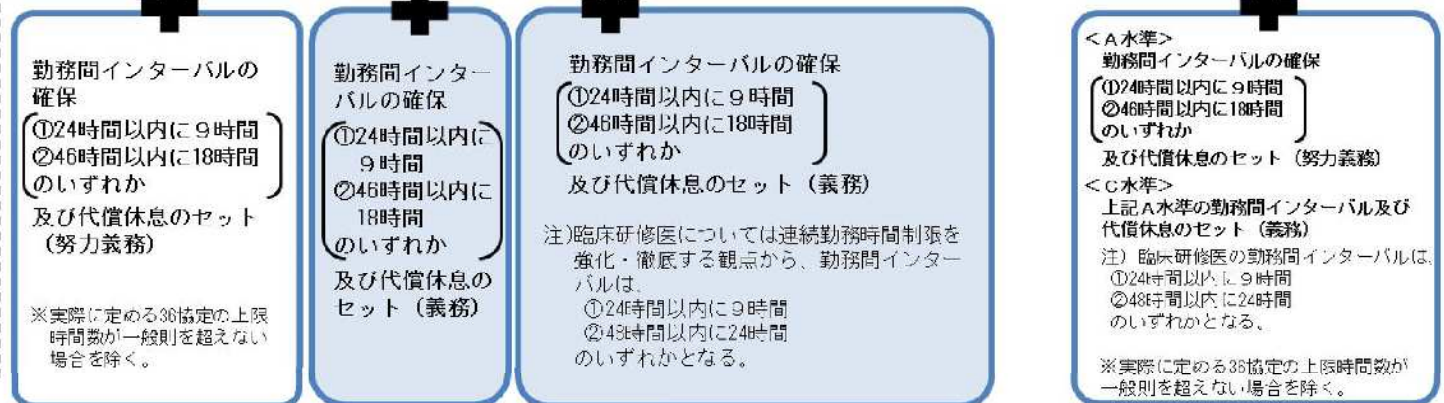 勤務間インターバルの
確保
①24時間以内に9時間
②46時間以内に18時間
のいずれか
及び代償休息のセット
(努力義務)
※実際に定める36協定の上限
時間数が一般則を超えない
場合を除く。
勤務間インター
バルの確保
①24時間以内に
9時間
②46時間以内に
18時間
のいずれか
及び代償休息の
セット(義務)
勤務間インターバルの確保
①24時間以内に9時間
②46時間以内に18時間
のいずれか
及び代償休息のセット(義務)
注)臨床研修医については連続勤務時間制限を
強化・徹底する観点から、勤務間インター
バルは、
①24時間以内に9時間
②48時間以内に24時間
のいずれかとなる。
<A水準>
勤務間インターバルの確保
①24時間以内に9時間
②46時間以内に18時間
のいずれか
及び代償休息のセット(努力義務)
<C水準>
上記A水準の勤務間インターバル及び
代償休息のセット(義務)
注)臨床研修医の勤務間インターバルは、
①24時間以内に9時間
②48時間以内に24時間
のいずれかとなる。
※実際に定める36協定の上限時間数が
一般則を超えない場合を除く。